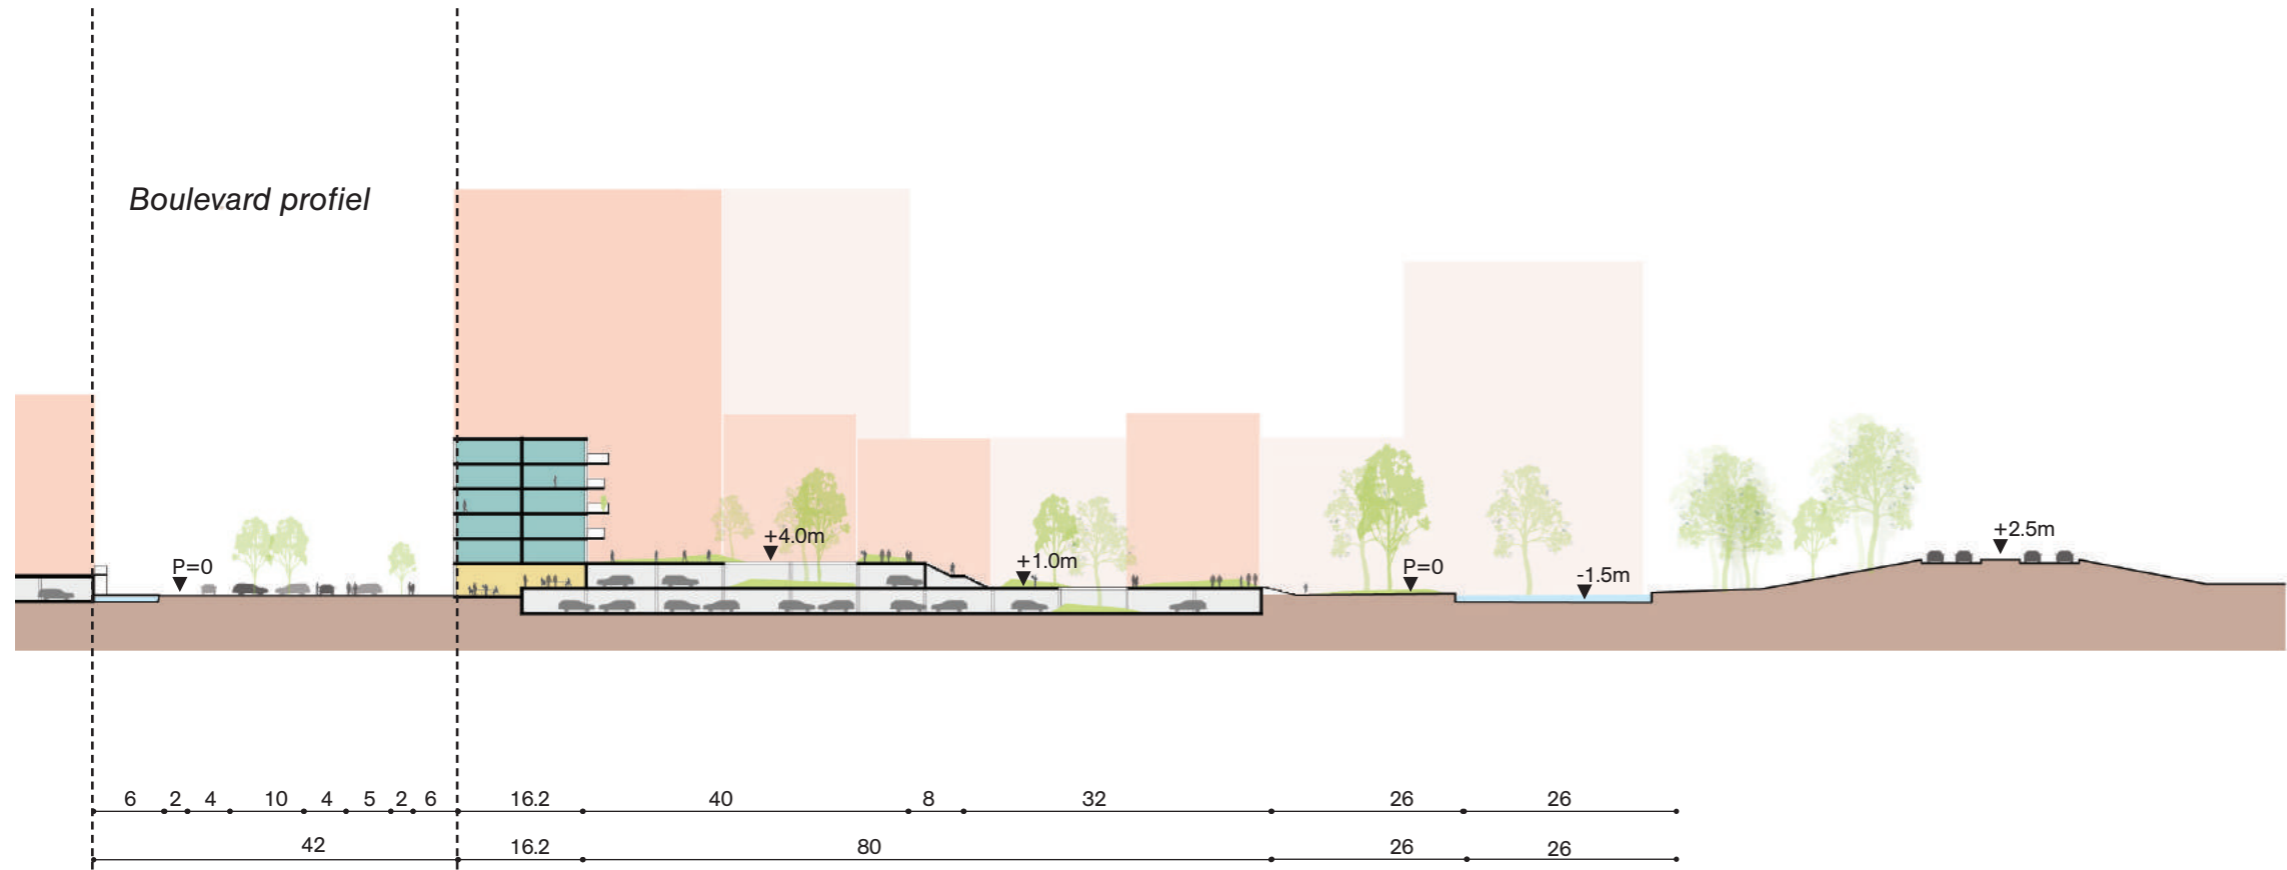 Boulevard profiel
P=0
+4.0m
+1.0m
P=0
-1.5m
+2.5m
6 2 4 10 4 5 2 6 16.2 40 8 32 26 26
42 16.2 80 26 26